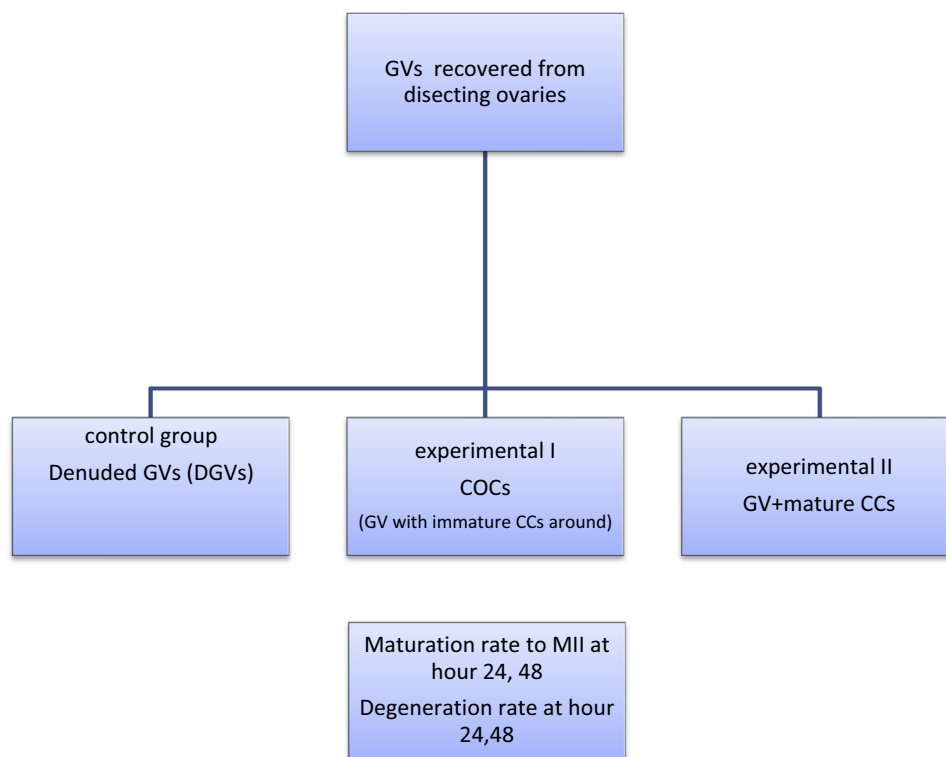 GVs recovered from
disecting ovaries
control group
Denuded GVs (DGVs)
experimental I
COCs
(GV with immature CCs around)
experimental II
GV+mature CCs
Maturation rate to MII at
hour 24, 48
Degeneration rate at hour
24,48